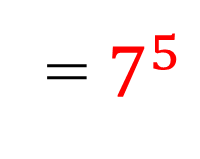 = 7⁵